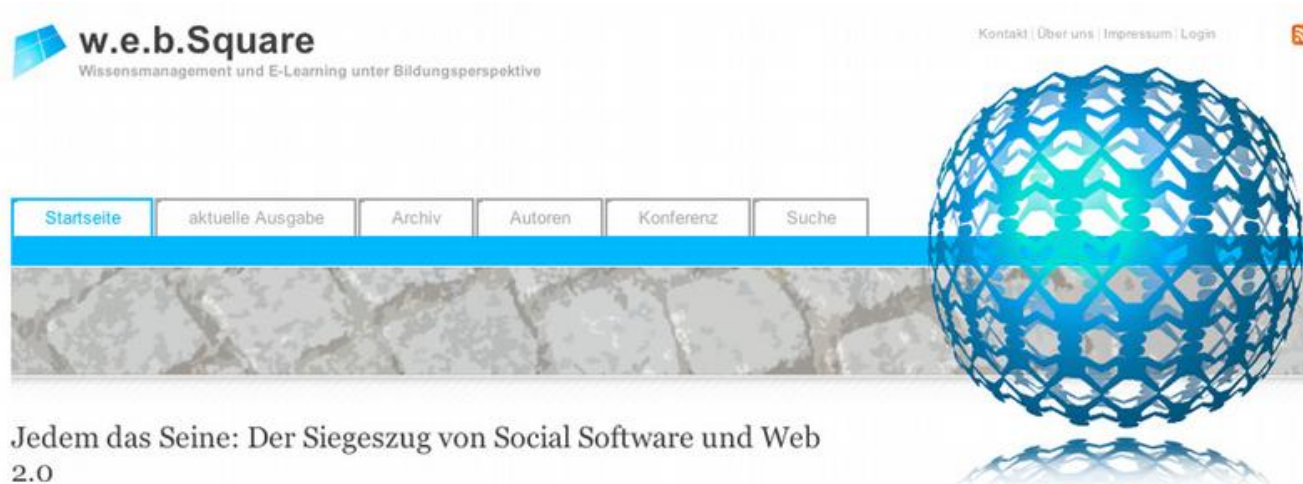 w.e.b.Square
Wissensmanagement und E-Learning unter Bildungsperspektive
Kontakt | Über uns | Impressum | Login
Startseite
aktuelle Ausgabe
Archiv
Autoren
Konferenz
Suche
Jedem das Seine: Der Siegeszug von Social Software und Web
2.0